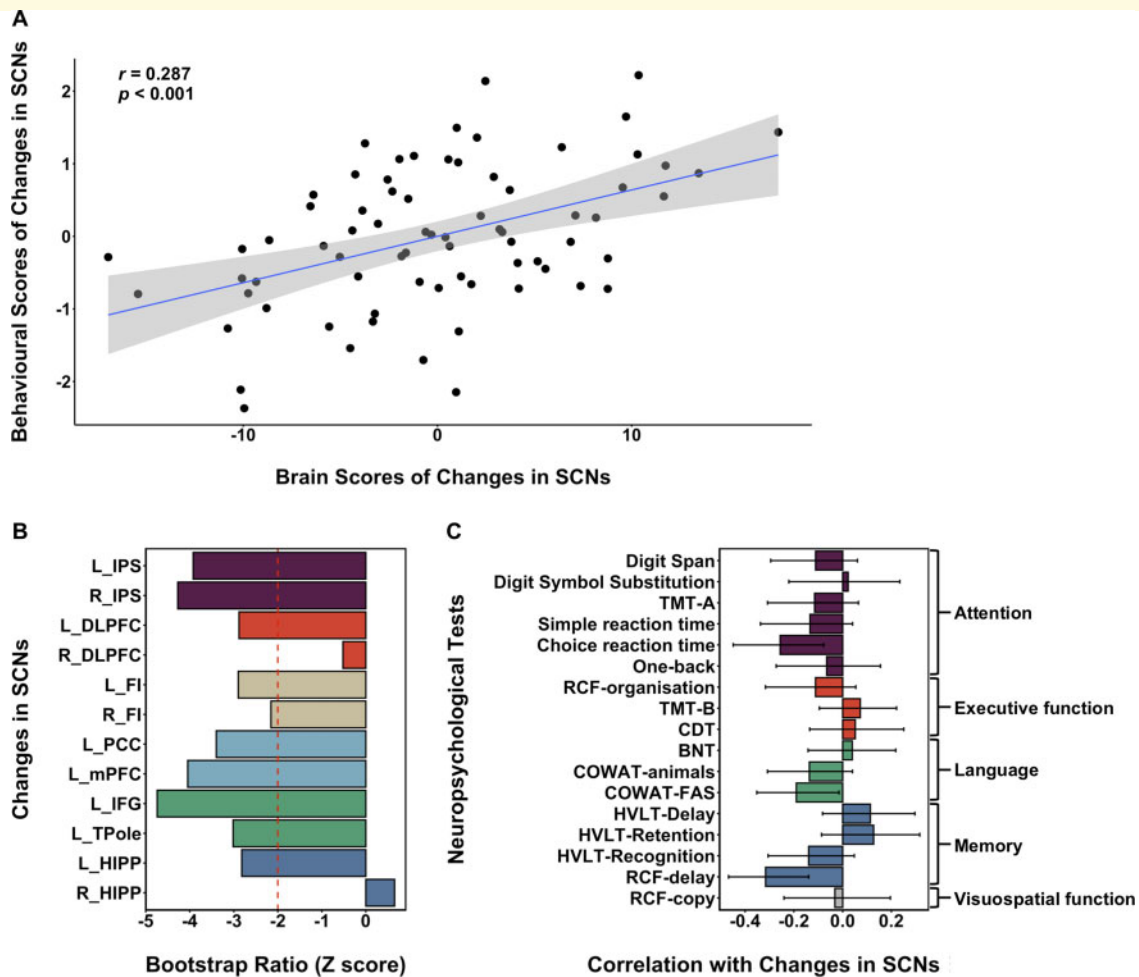 A
r = 0.287
p < 0.001
Behavioural Scores of Changes in SCNs
2
1
0
-1
-2
-10
0
10
Brain Scores of Changes in SCNs
B
Changes in SCNs
L_IPS
R_IPS
L_DLPFC
R_DLPFC
L_FI
R_FI
L_PCC
L_mPFC
L_IFG
L_TPole
L_HIPP
R_HIPP
-5
-4
-3
-2
-1
0
Bootstrap Ratio (Z score)
C
Neuropsychological Tests
Digit Span
Digit Symbol Substitution
TMT-A
Simple reaction time
Choice reaction time
One-back
RCF-organisation
TMT-B
CDT
BNT
COWAT-animals
COWAT-FAS
HVLT-Delay
HVLT-Retention
HVLT-Recognition
RCF-delay
RCF-copy
Attention
Executive function
Language
Memory
Visuospatial function
-0.4
-0.2
0.0
0.2
Correlation with Changes in SCNs